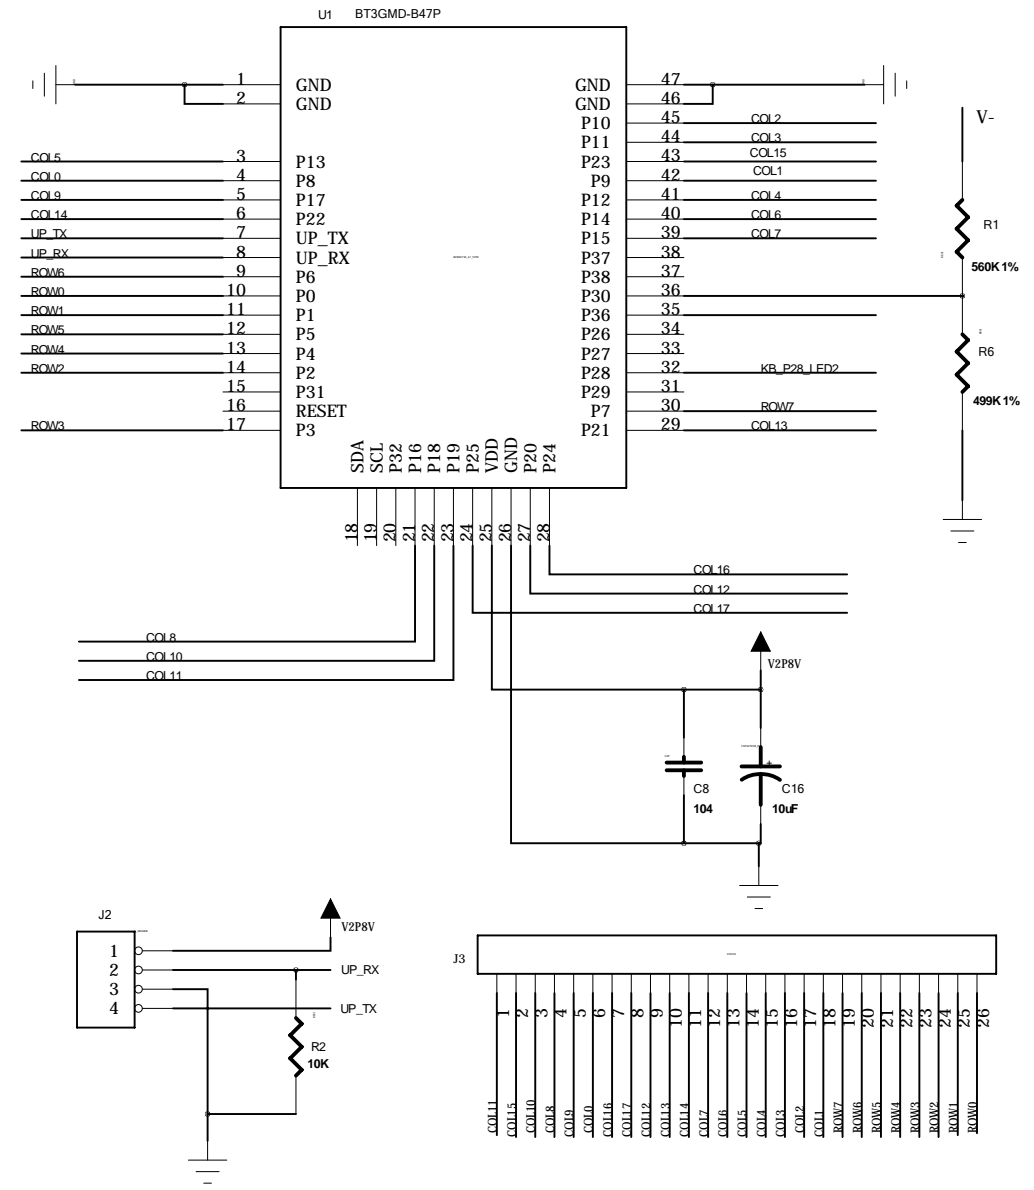 U1 BT3GMD-B47P
1 GND
2 GND
COL5 3 P13
COL0 4 P8
COL9 5 P17
COL14 6 P22
UP_TX 7 UP_TX
UP_RX 8 UP_RX
ROW6 9 P6
ROW0 10 P0
ROW1 11 P1
ROW5 12 P5
ROW4 13 P4
ROW2 14 P2
15 P31
16 RESET
ROW3 17 P3
GND 47
GND 46
P10 45 COL2
P11 44 COL3
P23 43 COL15
P9 42 COL1
P12 41 COL4
P14 40 COL6
P15 39 COL7
P37 38
P38 37
P30 36
P36 35
P26 34
P27 33
P28 32 KB_P28_LED2
P29 31
P7 30 ROW7
P21 29 COL13
SDA SCL P32 P16 P18 P19 P25 VDD GND P20 P24
18 19 20 21 22 23 24 25 26 27 28
V-
R1
560K1%
R6
499K1%
COL16
COL12
COL17
COL8
COL10
COL11
V2P8V
C8
104
+
C16
10uF
J2
1
2
3
4
V2P8V
UP_RX
UP_TX
R2
10K
J3
1 2 3 4 5 6 7 8 9 10 11 12 13 14 15 16 17 18 19 20 21 22 23 24 25 26
COL11 COL15 COL10 COL8 COL9 COL0 COL16 COL17 COL12 COL13 COL14 COL7 COL6 COL5 COL4 COL3 COL2 COL1 ROW7 ROW6 ROW5 ROW4 ROW3 ROW2 ROW1 ROW0